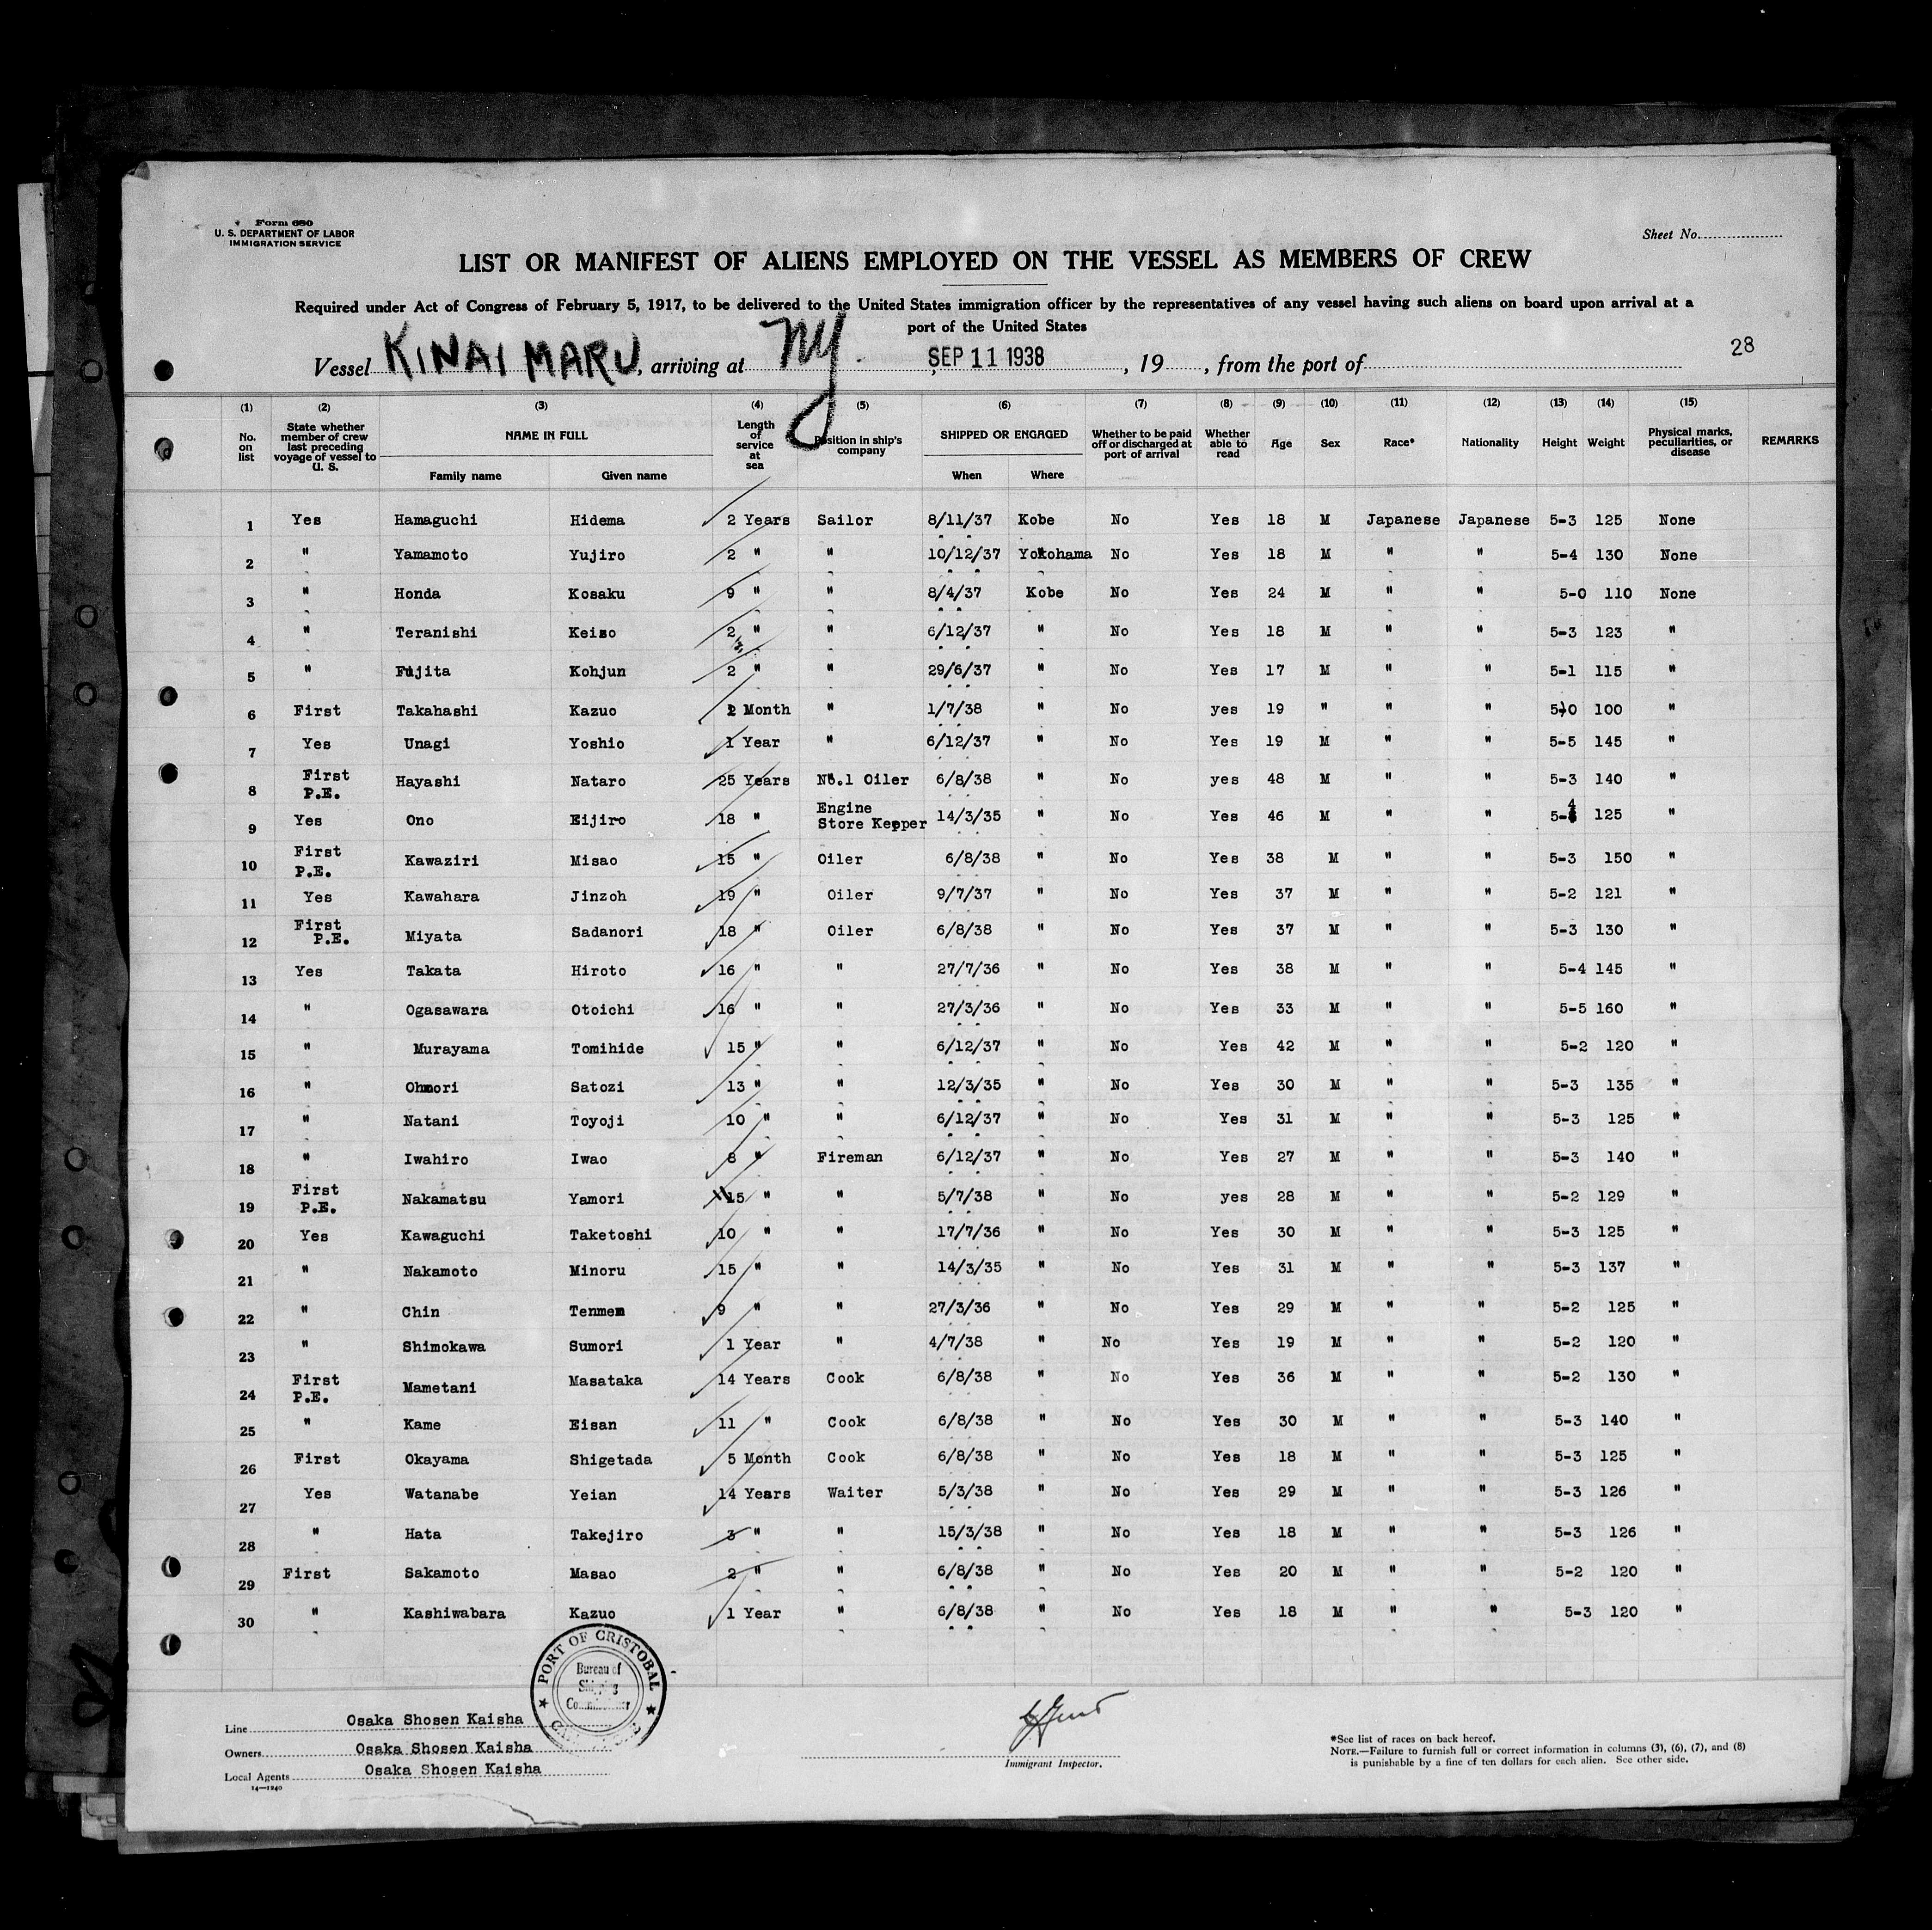 Form 680
U. S. DEPARTMENT OF LABOR
IMMIGRATION SERVICE
Sheet No.
LIST OR MANIFEST OF ALIENS EMPLOYED ON THE VESSEL AS MEMBERS OF CREW
Required under Act of Congress of February 5, 1917, to be delivered to the United States immigration officer by the representatives of any vessel having such aliens on board upon arrival at a
port of the United States
28
Vessel KINAI MARU, arriving at NY. , SEP 11 1938 , 19 , from the port of
(1) (2) (3) (4) (5) (6) (7) (8) (9) (10) (11) (12) (13) (14) (15)
No. on list State whether member of crew last preceding voyage of vessel to U. S. NAME IN FULL Length of service at sea Position in ship's company SHIPPED OR ENGAGED Whether to be paid off or discharged at port of arrival Whether able to read Age Sex Race* Nationality Height Weight Physical marks, peculiarities, or disease REMARKS
Family name Given name When Where
1 Yes Hamaguchi Hidema 2 Years Sailor 8/11/37 Kobe No Yes 18 M Japanese Japanese 5-3 125 None
2 " Yamamoto Yujiro 2 " " 10/12/37 Yokohama No Yes 18 M " " 5-4 130 None
3 " Honda Kosaku 9 " " 8/4/37 Kobe No Yes 24 M " " 5-0 110 None
4 " Teranishi Keizo 2 " " 6/12/37 " No Yes 18 M " " 5-3 123 "
5 " Fujita Kohjun 2 " " 29/6/37 " No Yes 17 M " " 5-1 115 "
6 First Takahashi Kazuo Month " 1/7/38 " No yes 19 " " " 5-0 100 "
7 Yes Unagi Yoshio 1 Year " 6/12/37 " No Yes 19 M " " 5-5 145 "
8 First P.E. Hayashi Nataro 25 Years No.1 Oiler 6/8/38 " No yes 48 M " " 5-3 140 "
9 Yes Ono Eijiro 18 " Engine Store Kepper 14/3/35 " No Yes 46 M " " 5-4 125 "
10 First P.E. Kawaziri Misao 15 " Oiler 6/8/38 " No Yes 38 M " " 5-3 150 "
11 Yes Kawahara Jinzoh 19 " Oiler 9/7/37 " No Yes 37 M " " 5-2 121 "
12 First P.E. Miyata Sadanori 18 " Oiler 6/8/38 " No Yes 37 M " " 5-3 130 "
13 Yes Takata Hiroto 16 " " 27/7/36 " No Yes 38 M " " 5-4 145 "
14 " Ogasawara Otoichi 16 " " 27/3/36 " No Yes 33 M " " 5-5 160 "
15 " Murayama Tomihide 15 " " 6/12/37 " No Yes 42 M " " 5-2 120 "
16 " Ohmori Satozi 13 " " 12/3/35 " No Yes 30 M " " 5-3 135 "
17 " Natani Toyoji 10 " " 6/12/37 " No Yes 31 M " " 5-3 125 "
18 " Iwahiro Iwao 8 " Fireman 6/12/37 " No Yes 27 M " " 5-3 140 "
19 First P.E. Nakamatsu Yamori 15 " " 5/7/38 " No yes 28 M " " 5-2 129 "
20 Yes Kawaguchi Taketoshi 10 " " 17/7/36 " No Yes 30 M " " 5-3 125 "
21 " Nakamoto Minoru 15 " " 14/3/35 " No Yes 31 M " " 5-3 137 "
22 " Chin Tenmem 9 " " 27/3/36 " No Yes 29 M " " 5-2 125 "
23 " Shimokawa Sumori 1 Year " 4/7/38 " No Yes 19 M " " 5-2 120 "
24 First P.E. Mametani Masataka 14 Years Cook 6/8/38 " No Yes 36 M " " 5-2 130 "
25 " Kame Eisan 11 " Cook 6/8/38 " No Yes 30 M " " 5-3 140 "
26 First Okayama Shigetada 5 Month Cook 6/8/38 " No Yes 18 M " " 5-3 125 "
27 Yes Watanabe Yeian 14 Years Waiter 5/3/38 " No Yes 29 M " " 5-3 126 "
28 " Hata Takejiro 3 " " 15/3/38 " No Yes 18 M " " 5-3 126 "
29 First Sakamoto Masao 2 " " 6/8/38 " No Yes 20 M " " 5-2 120 "
30 " Kashiwabara Kazuo 1 Year " 6/8/38 " No Yes 18 M " " 5-3 120 "
PORT OF CRISTOBAL
Bureau of
Shipping
Commissioner
Line Osaka Shosen Kaisha
Owners Osaka Shosen Kaisha
Local Agents Osaka Shosen Kaisha
14—1240
Immigrant Inspector.
*See list of races on back hereof.
NOTE.—Failure to furnish full or correct information in columns (3), (6), (7), and (8)
is punishable by a fine of ten dollars for each alien. See other side.